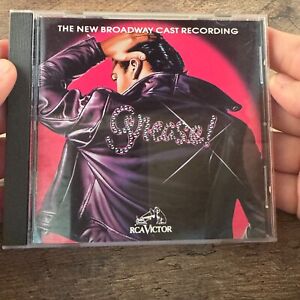 THE NEW BROADWAY CAST RECORDING
Grease!
RCA VICTOR